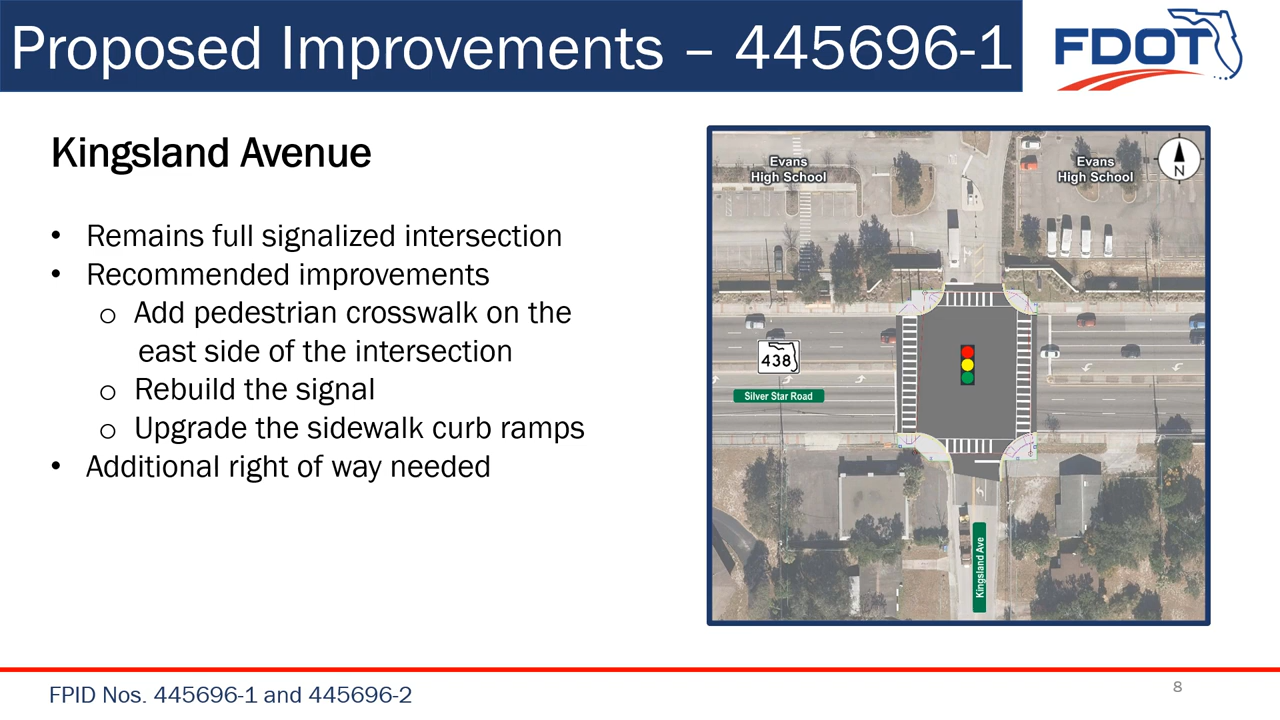 Proposed Improvements – 445696-1
FDOT
Kingsland Avenue
• Remains full signalized intersection
• Recommended improvements
o Add pedestrian crosswalk on the
east side of the intersection
o Rebuild the signal
o Upgrade the sidewalk curb ramps
• Additional right of way needed
Evans
High School
Evans
High School
N
438
Silver Star Road
Kingsland Ave
FPID Nos. 445696-1 and 445696-2
8